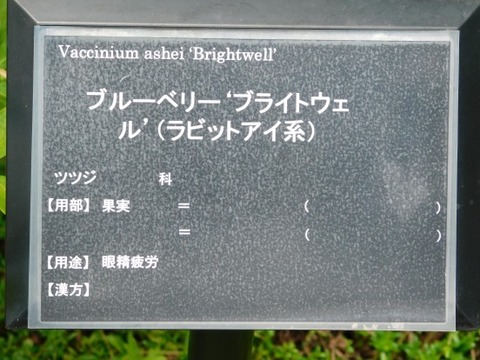 Vaccinium ashei ‘Brightwell’
ブルーベリー‘ブライトウェ
ル’（ラビットアイ系）
ツツジ 科
【用部】 果実 ＝ （ ）
＝ （ ）
【用途】 眼精疲労
【漢方】